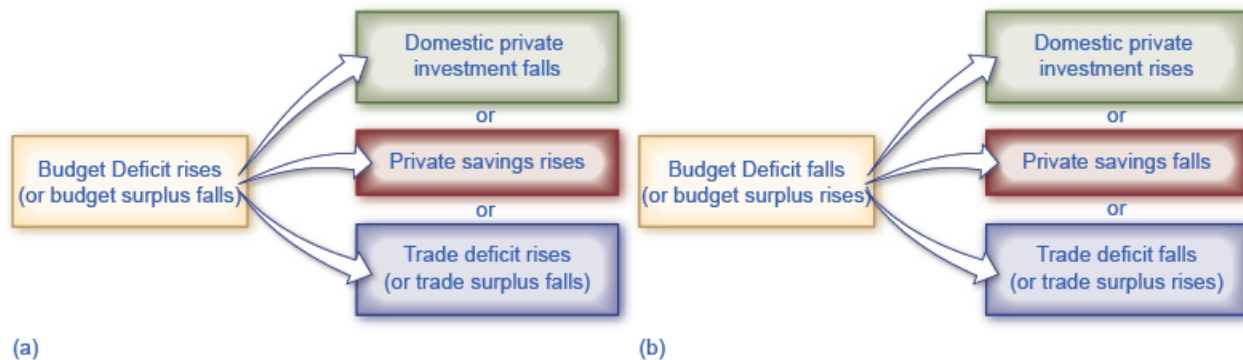 Budget Deficit rises
(or budget surplus falls)
Domestic private
investment falls
or
Private savings rises
or
Trade deficit rises
(or trade surplus falls)
(a)
Budget Deficit falls
(or budget surplus rises)
Domestic private
investment rises
or
Private savings falls
or
Trade deficit falls
(or trade surplus rises)
(b)